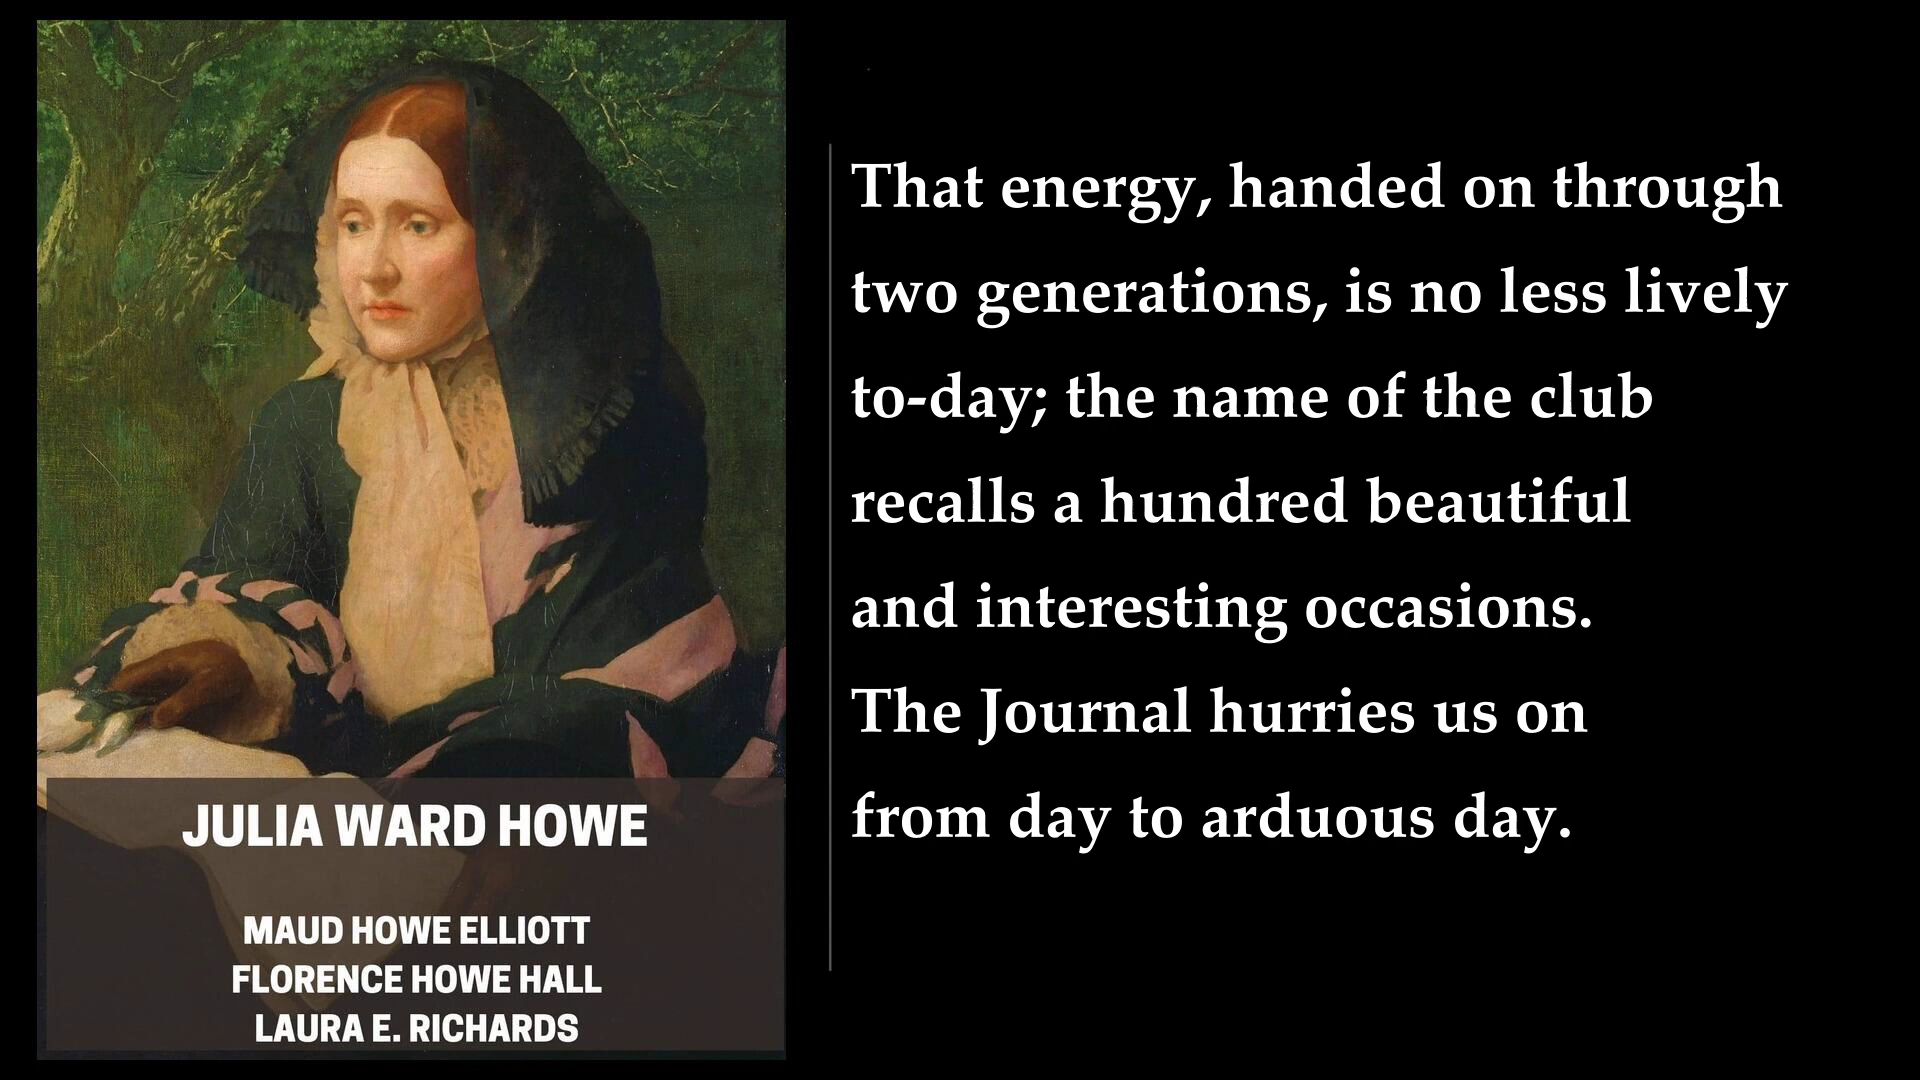 JULIA WARD HOWE
MAUD HOWE ELLIOTT
FLORENCE HOWE HALL
LAURA E. RICHARDS
That energy, handed on through
two generations, is no less lively
to-day; the name of the club
recalls a hundred beautiful
and interesting occasions.
The Journal hurries us on
from day to arduous day.